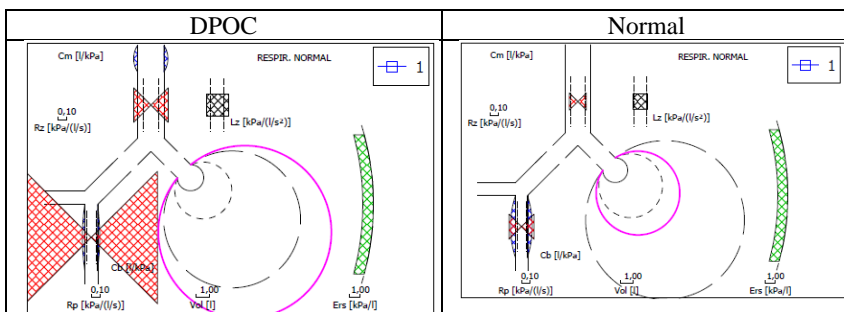 DPOC
Normal
Cm [l/kPa]
RESPIR. NORMAL
1
0,10
Rz [kPa/(l/s)]
Lz [kPa/(l/s²)]
Cb [l/kPa]
0,10
Rp [kPa/(l/s)]
1,00
Vol [l]
1,00
Ers [kPa/l]
Cm [l/kPa]
RESPIR. NORMAL
1
0,10
Rz [kPa/(l/s)]
Lz [kPa/(l/s²)]
Cb [l/kPa]
0,10
Rp [kPa/(l/s)]
1,00
Vol [l]
1,00
Ers [kPa/l]